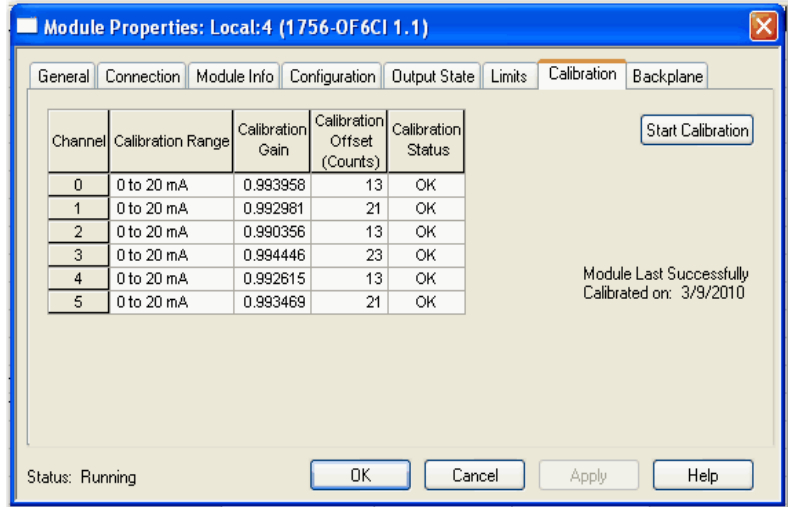 Module Properties: Local:4 (1756-OF6CI 1.1)
General Connection Module Info Configuration Output State Limits Calibration Backplane
Channel Calibration Range Calibration Gain Calibration Offset (Counts) Calibration Status
Start Calibration
0 0 to 20 mA 0.993958 13 OK
1 0 to 20 mA 0.992981 21 OK
2 0 to 20 mA 0.990356 13 OK
3 0 to 20 mA 0.994446 23 OK
4 0 to 20 mA 0.992615 13 OK
5 0 to 20 mA 0.993469 21 OK
Module Last Successfully
Calibrated on: 3/9/2010
Status: Running OK Cancel Apply Help